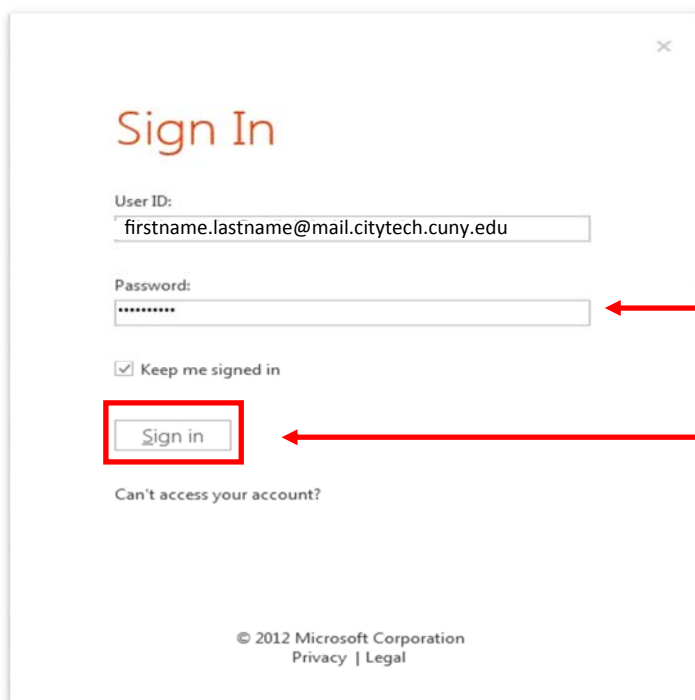 Sign In
User ID:
firstname.lastname@mail.citytech.cuny.edu
Password:
••••••••••
Keep me signed in
Sign in
Can't access your account?
© 2012 Microsoft Corporation
Privacy | Legal